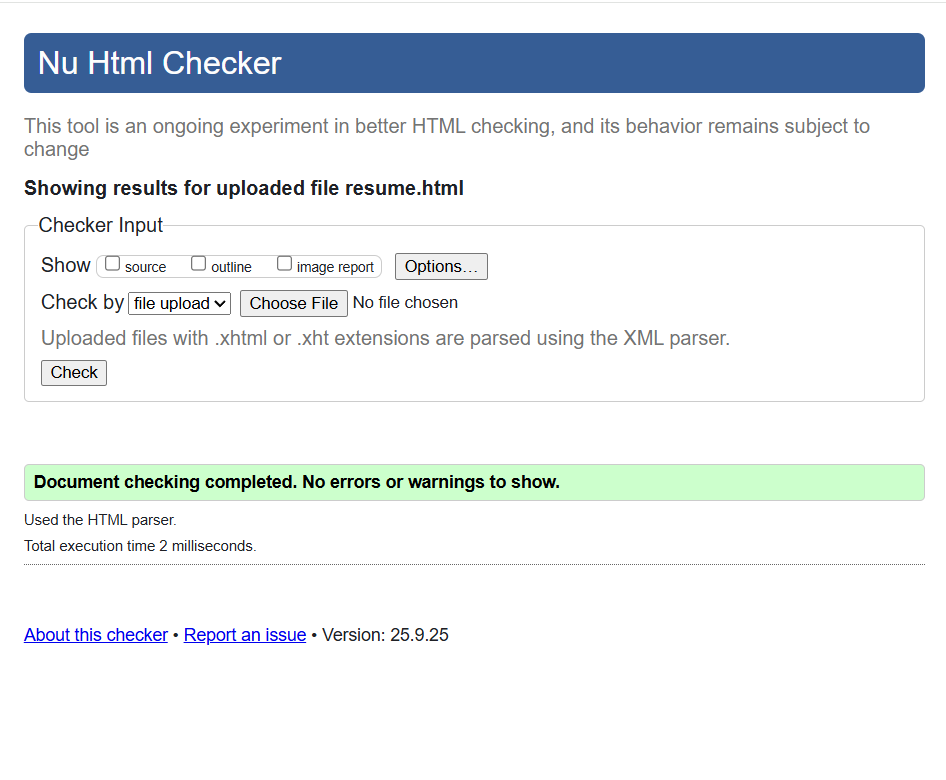 Nu Html Checker
This tool is an ongoing experiment in better HTML checking, and its behavior remains subject to
change
Showing results for uploaded file resume.html
Checker Input
Show source outline image report Options…
Check by file upload Choose File No file chosen
Uploaded files with .xhtml or .xht extensions are parsed using the XML parser.
Check
Document checking completed. No errors or warnings to show.
Used the HTML parser.
Total execution time 2 milliseconds.
About this checker • Report an issue • Version: 25.9.25